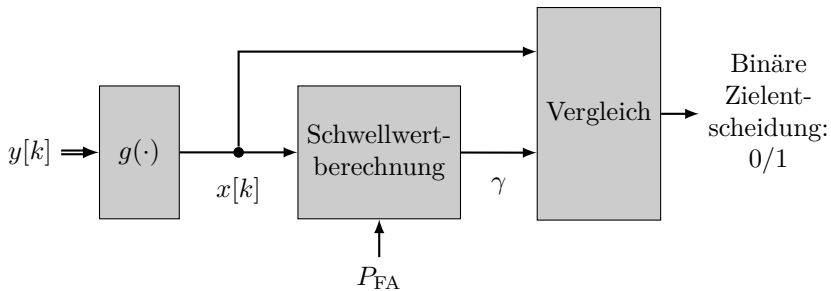 y[k]
g(·)
x[k]
Schwellwert-
berechnung
P_FA
γ
Vergleich
Binäre
Zielent-
scheidung:
0/1